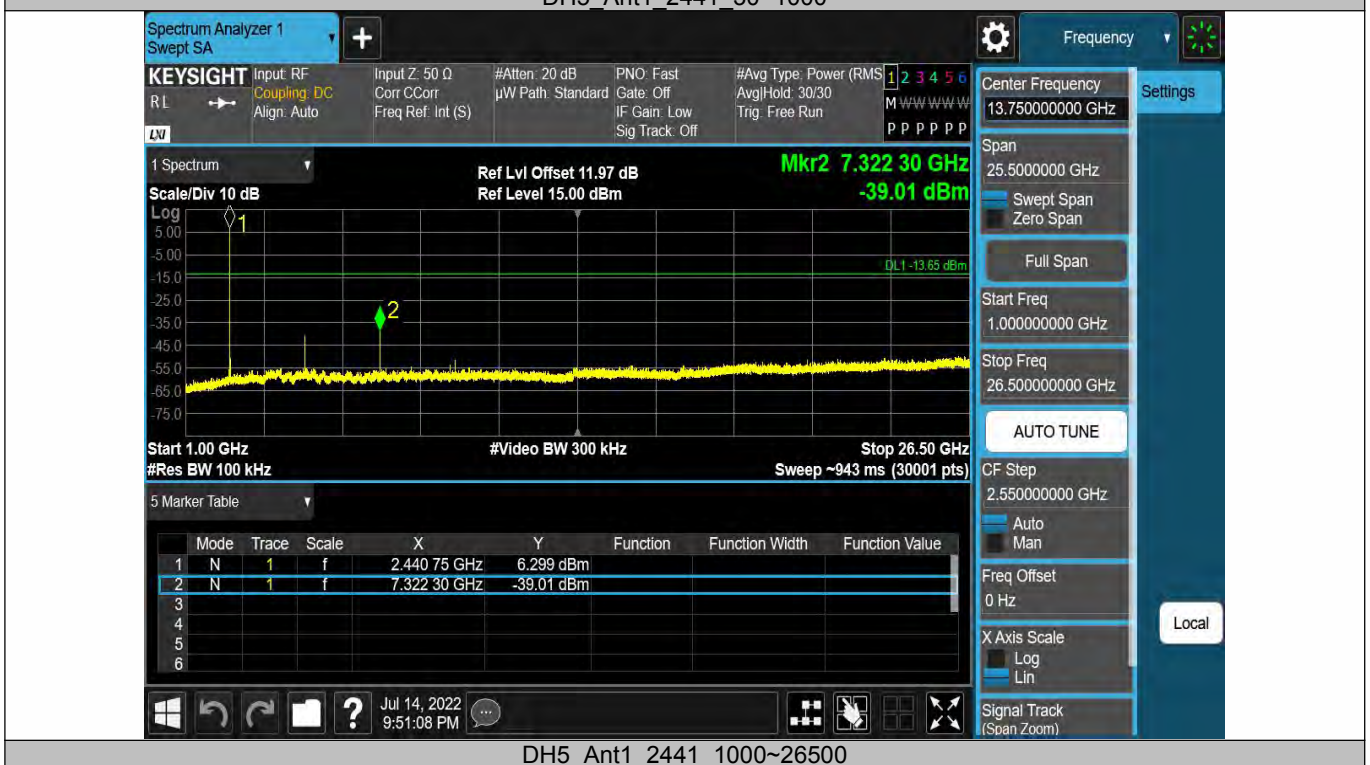 DH5_Ant1_2441_30~1000
Spectrum Analyzer 1
Swept SA
+
Frequency
KEYSIGHT
RL
LXI
Input: RF
Coupling: DC
Align: Auto
Input Z: 50 Ω
Corr CCorr
Freq Ref: Int (S)
#Atten: 20 dB
µW Path: Standard
PNO: Fast
Gate: Off
IF Gain: Low
Sig Track: Off
#Avg Type: Power (RMS
Avg|Hold: 30/30
Trig: Free Run
1 2 3 4 5 6
M W W W W W
P P P P P P
1 Spectrum
Scale/Div 10 dB
Ref Lvl Offset 11.97 dB
Ref Level 15.00 dBm
Mkr2 7.322 30 GHz
-39.01 dBm
Log
5.00
-5.00
-15.0
-25.0
-35.0
-45.0
-55.0
-65.0
-75.0
1
2
DL1 -13.65 dBm
Start 1.00 GHz
#Video BW 300 kHz
Stop 26.50 GHz
#Res BW 100 kHz
Sweep ~943 ms (30001 pts)
5 Marker Table
Mode Trace Scale X Y Function Function Width Function Value
1 N 1 f 2.440 75 GHz 6.299 dBm
2 N 1 f 7.322 30 GHz -39.01 dBm
3
4
5
6
?
Jul 14, 2022
9:51:08 PM
Center Frequency
13.750000000 GHz
Settings
Span
25.5000000 GHz
Swept Span
Zero Span
Full Span
Start Freq
1.000000000 GHz
Stop Freq
26.500000000 GHz
AUTO TUNE
CF Step
2.550000000 GHz
Auto
Man
Freq Offset
0 Hz
X Axis Scale
Log
Lin
Local
Signal Track
(Span Zoom)
DH5_Ant1_2441_1000~26500